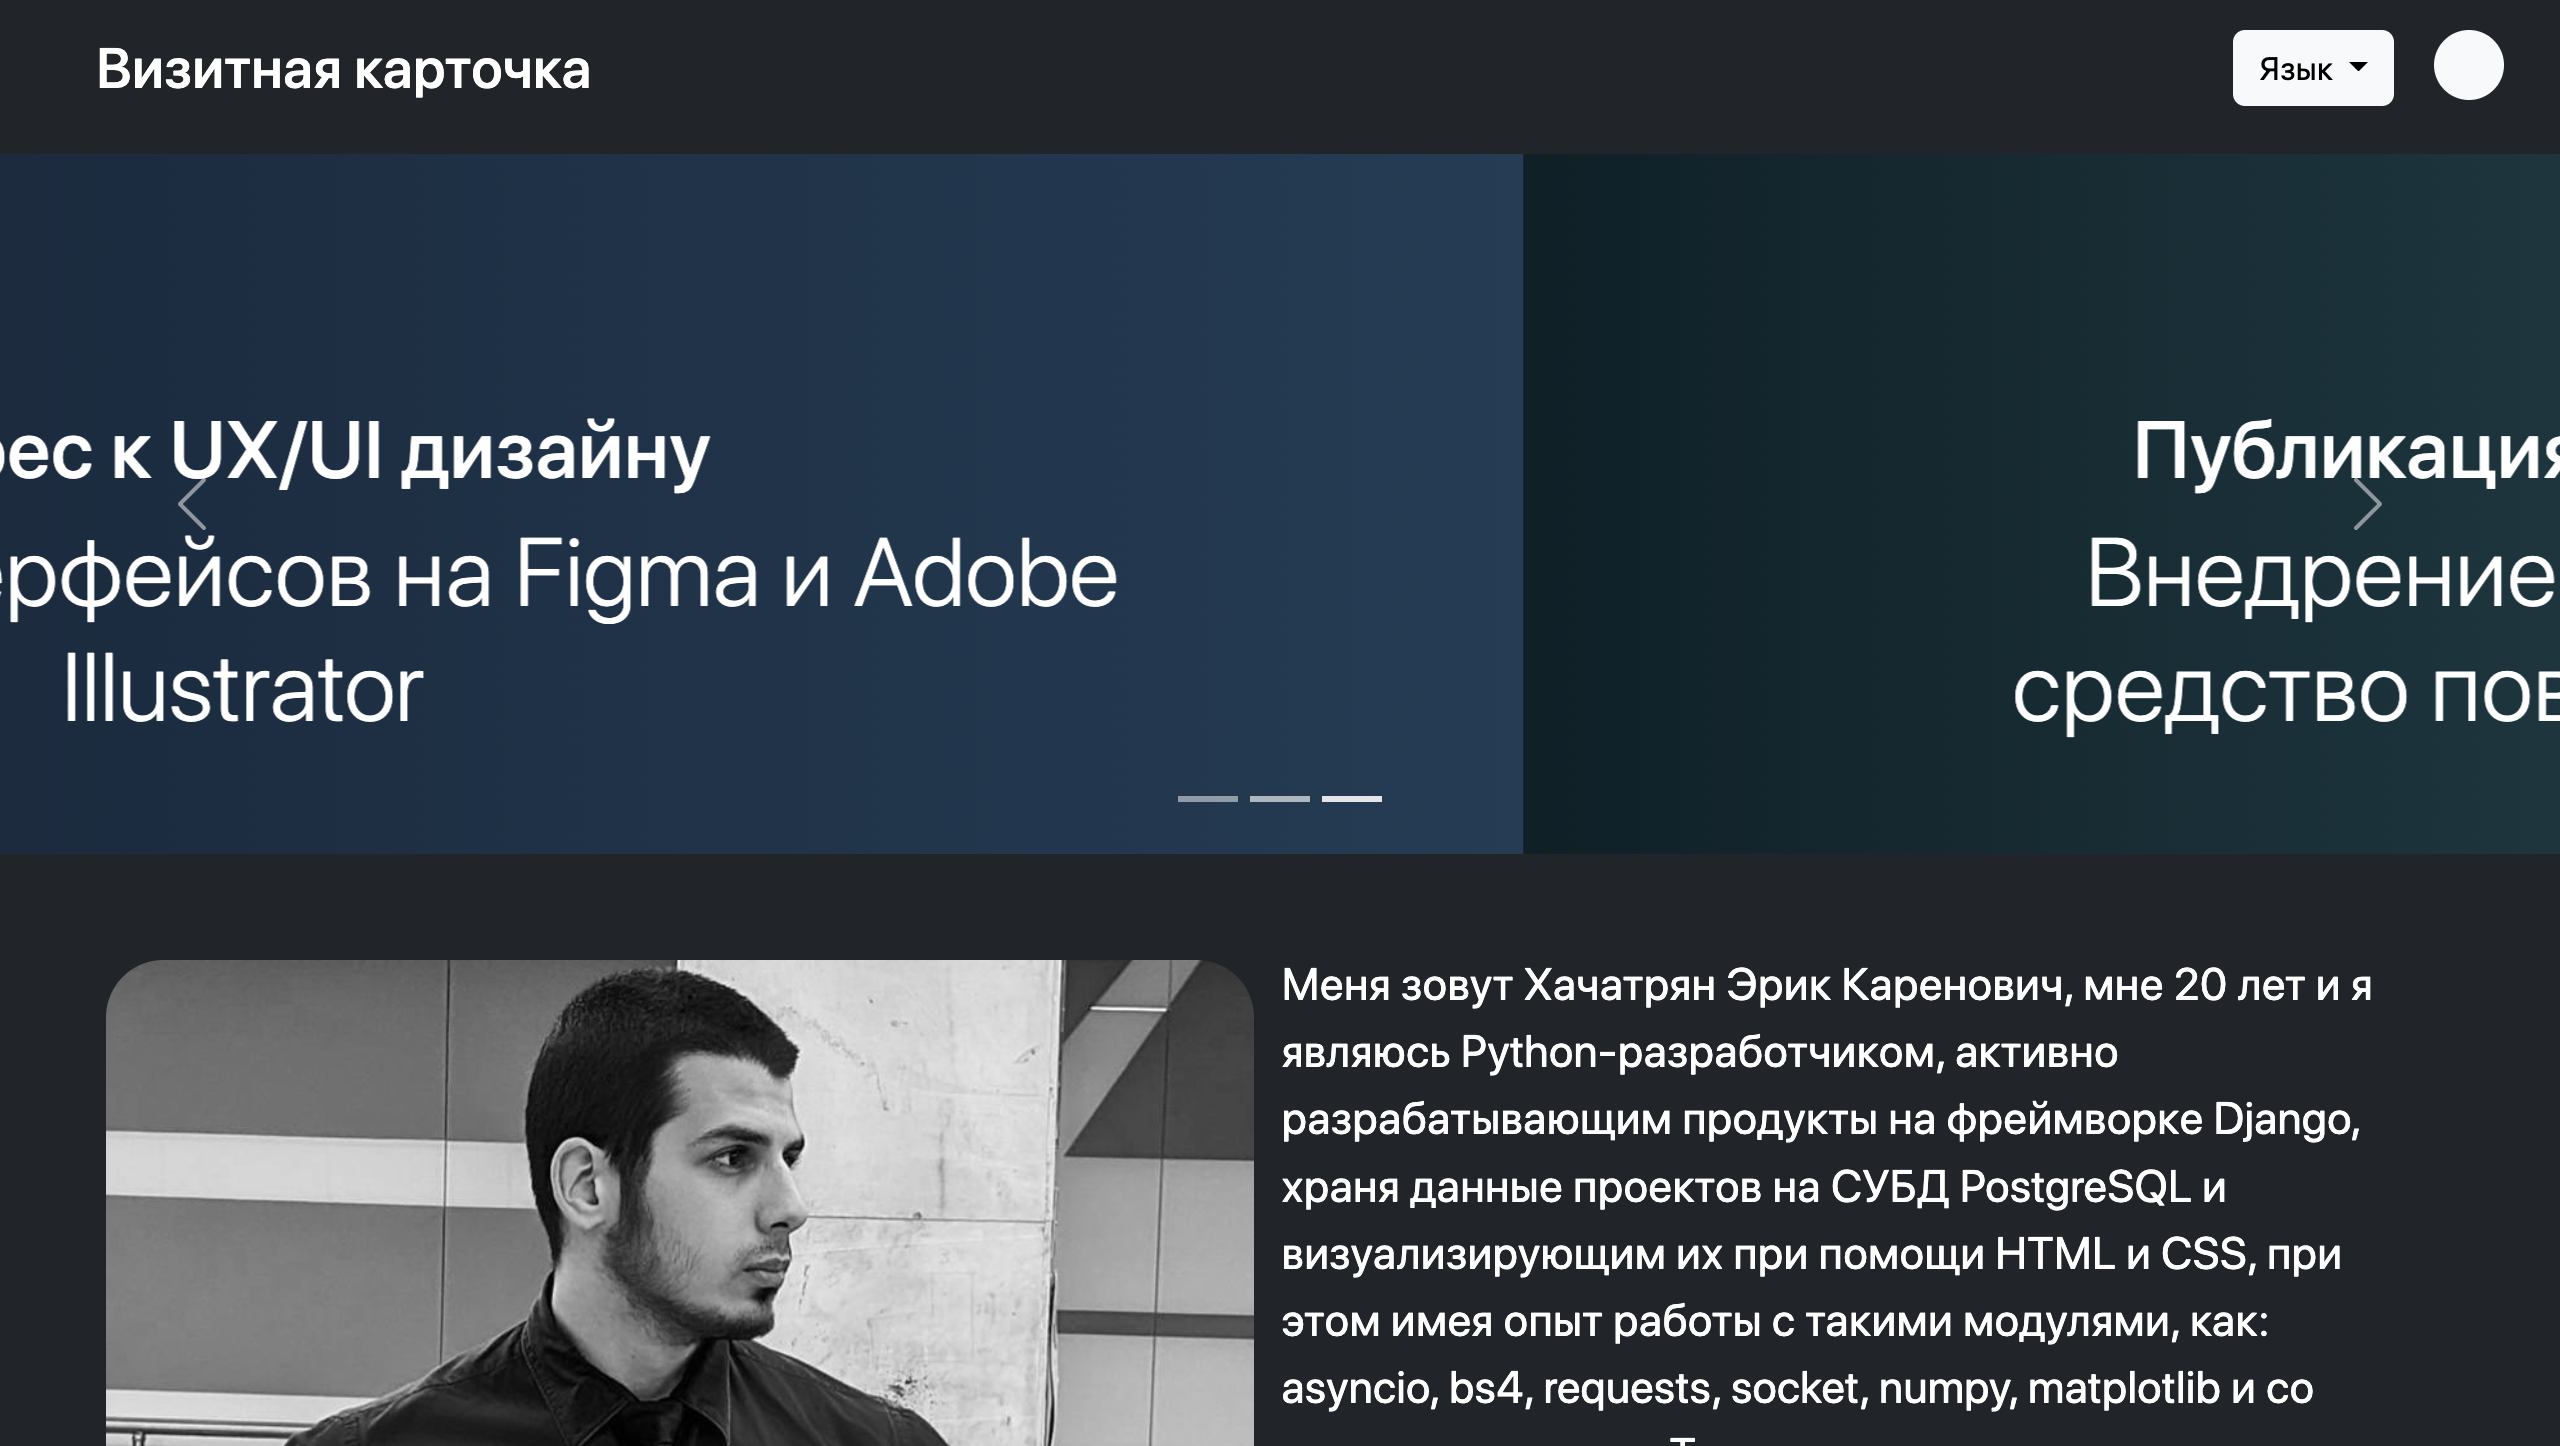 Визитная карточка
Язык
рес к UX/UI дизайну
ерфейсов на Figma и Adobe
Illustrator
Публикация
Внедрение
средство пов
Меня зовут Хачатрян Эрик Каренович, мне 20 лет и я
являюсь Python-разработчиком, активно
разрабатывающим продукты на фреймворке Django,
храня данные проектов на СУБД PostgreSQL и
визуализирующим их при помощи HTML и CSS, при
этом имея опыт работы с такими модулями, как:
asyncio, bs4, requests, socket, numpy, matplotlib и со